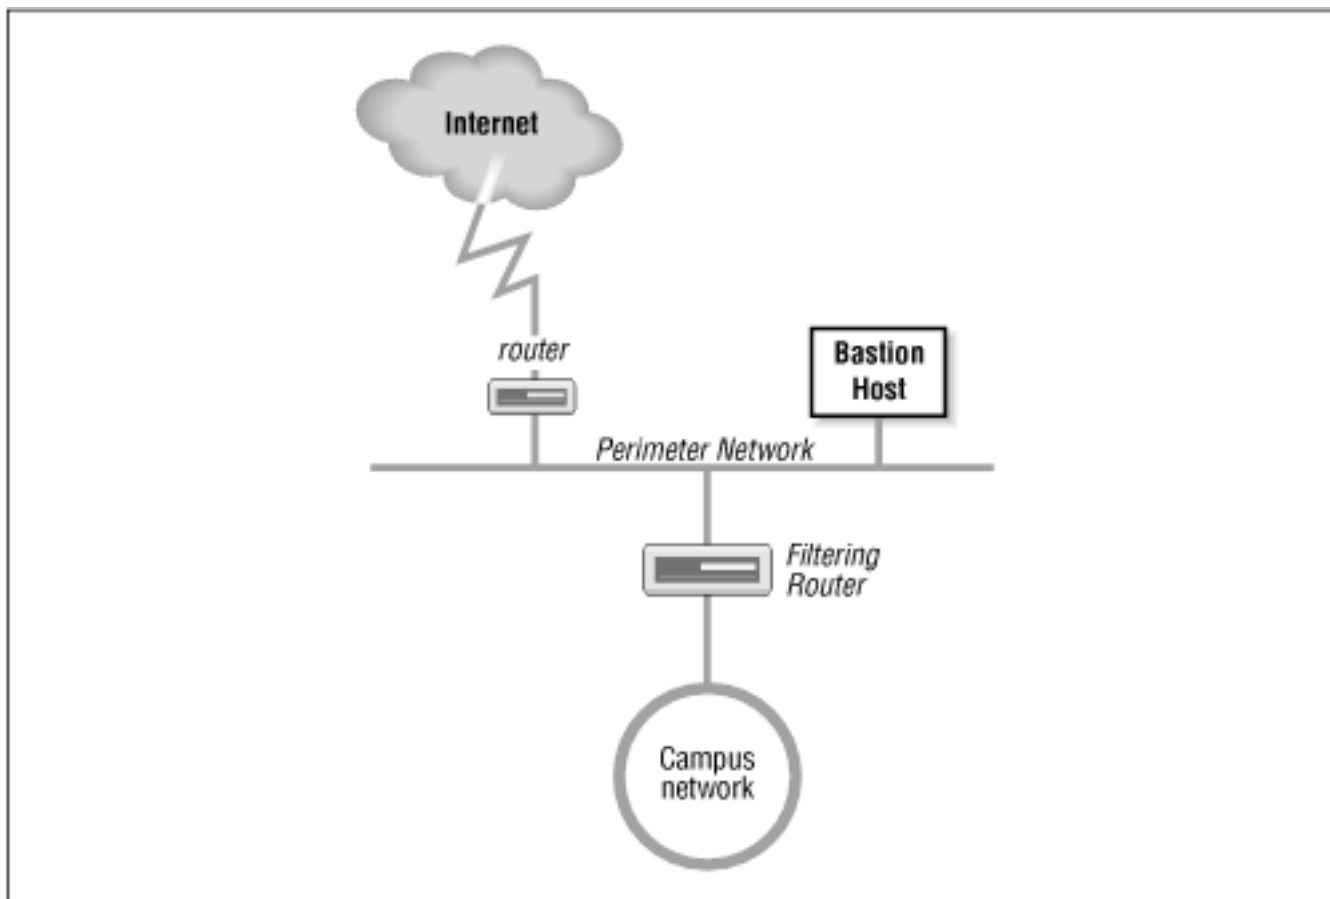 Internet
router
Bastion
Host
Perimeter Network
Filtering
Router
Campus
network